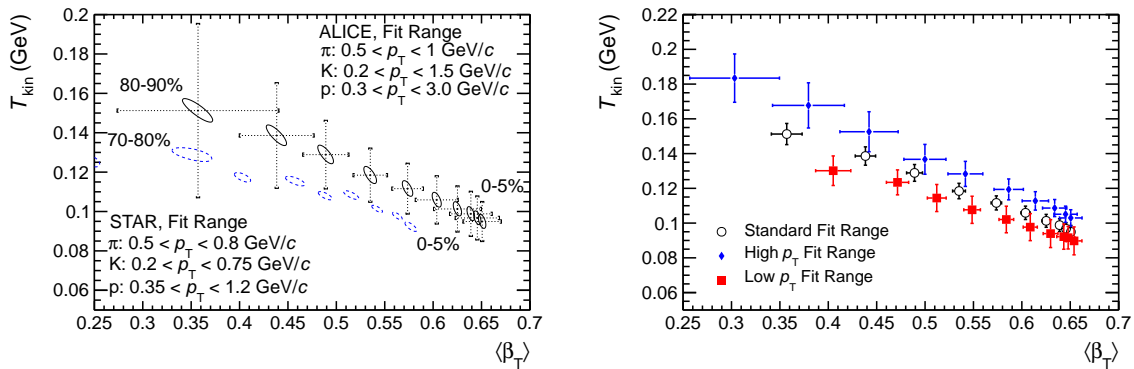 T_kin (GeV)
0.2
0.18
0.16
0.14
0.12
0.1
0.08
0.06
ALICE, Fit Range
π: 0.5 < p_T < 1 GeV/c
K: 0.2 < p_T < 1.5 GeV/c
p: 0.3 < p_T < 3.0 GeV/c
80-90%
70-80%
0-5%
0-5%
STAR, Fit Range
π: 0.5 < p_T < 0.8 GeV/c
K: 0.2 < p_T < 0.75 GeV/c
p: 0.35 < p_T < 1.2 GeV/c
0.25 0.3 0.35 0.4 0.45 0.5 0.55 0.6 0.65 0.7
⟨β_T⟩
T_kin (GeV)
0.22
0.2
0.18
0.16
0.14
0.12
0.1
0.08
0.06
Standard Fit Range
High p_T Fit Range
Low p_T Fit Range
0.25 0.3 0.35 0.4 0.45 0.5 0.55 0.6 0.65 0.7
⟨β_T⟩